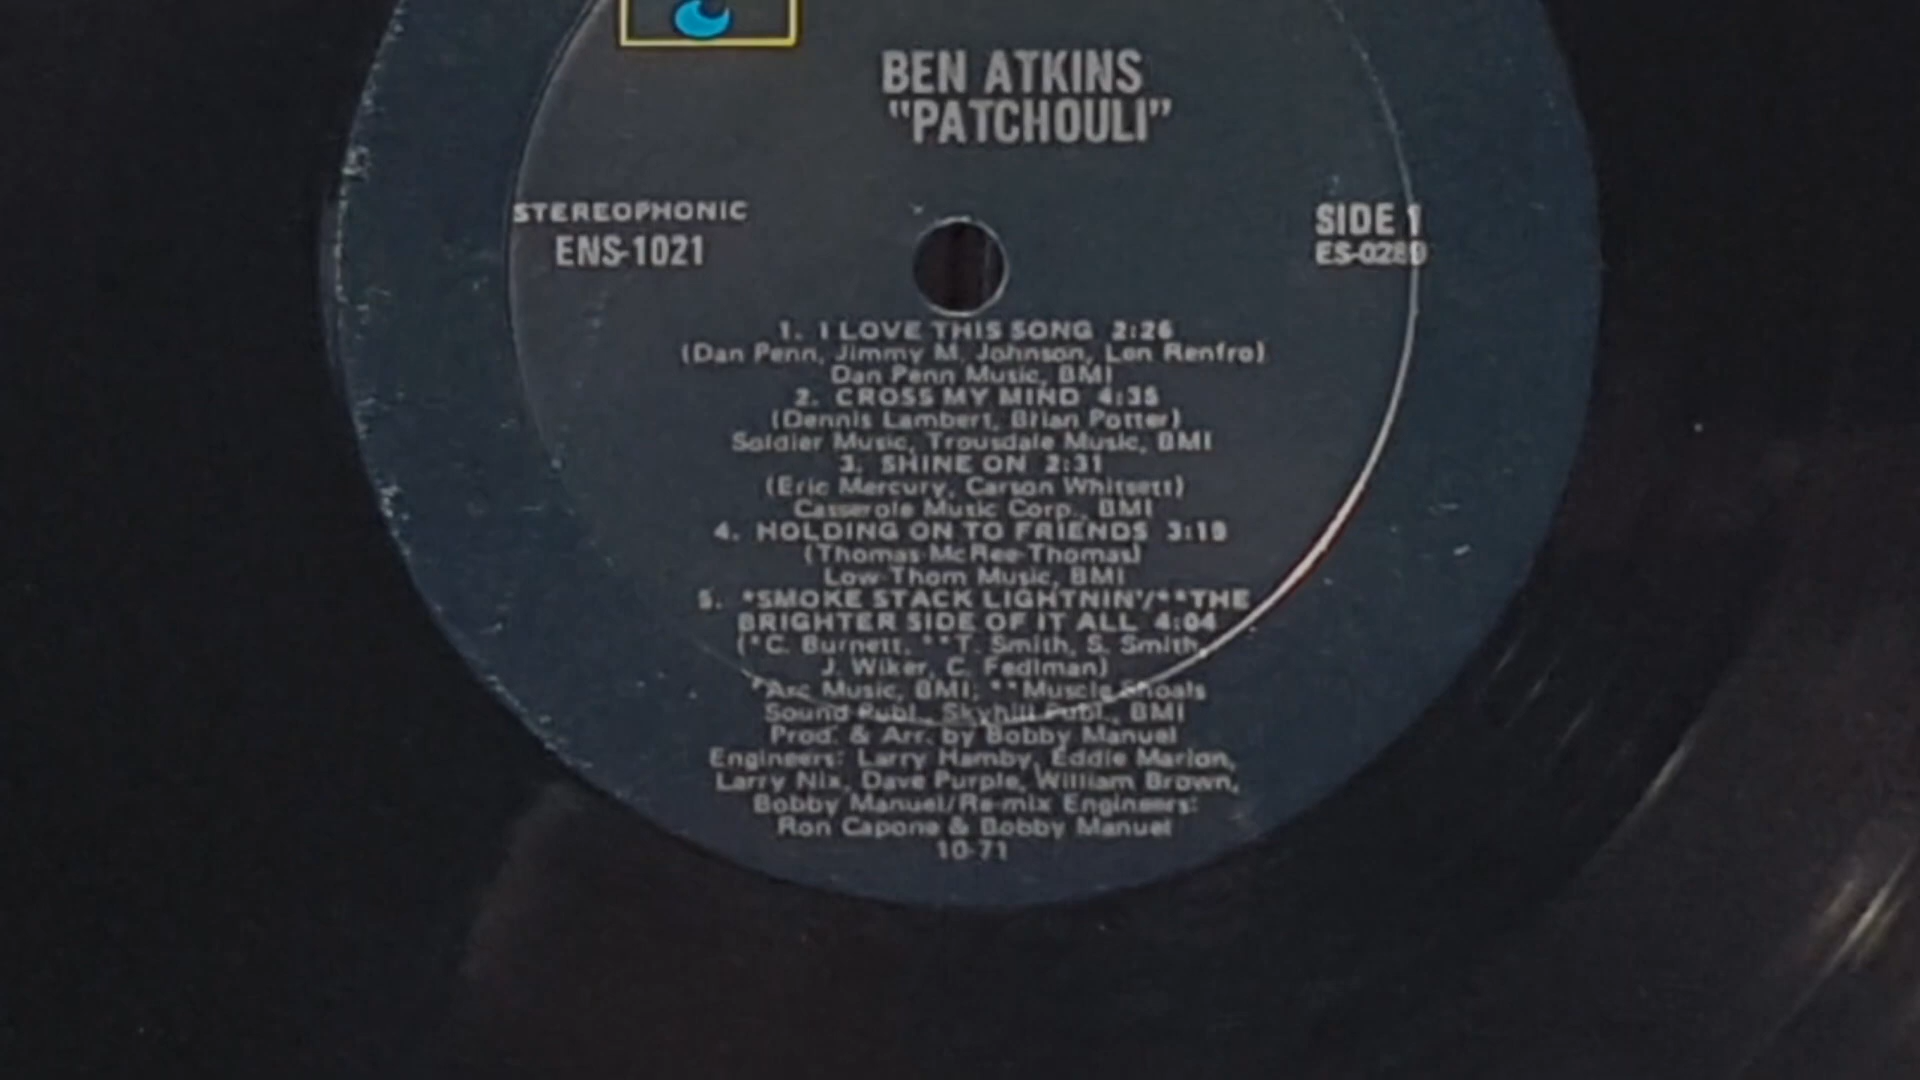 BEN ATKINS
"PATCHOULI"
STEREOPHONIC
ENS-1021
SIDE 1
1. I LOVE THIS SONG 2:26
(Dan Penn, Jimmy M. Johnson, Len Renfro)
Dan Penn Music, BMI
2. CROSS MY MIND 4:35
(Dennis Lambert, Brian Potter)
Soldier Music, Trousdale Music, BMI
3. SHINE ON 2:31
(Eric Mercury, Carson Whitsett)
Casserole Music Corp., BMI
4. HOLDING ON TO FRIENDS 3:19
(Thomas McRee Thomas)
Low-Thom Music, BMI
5. *SMOKE STACK LIGHTNIN'/**THE
BRIGHTER SIDE OF IT ALL 4:04
(*C. Burnett, **T. Smith, S. Smith,
J. Wiker, C. Fedlman)
*Arc Music, BMI; **Muscle Shoals
Sound Publ., Skyhill Publ., BMI
Prod. & Arr. by Bobby Manuel
Engineers: Larry Hamby, Eddie Marion,
Larry Nix, Dave Purple, William Brown,
Bobby Manuel/Re-mix Engineers:
Ron Capone & Bobby Manuel
10-71